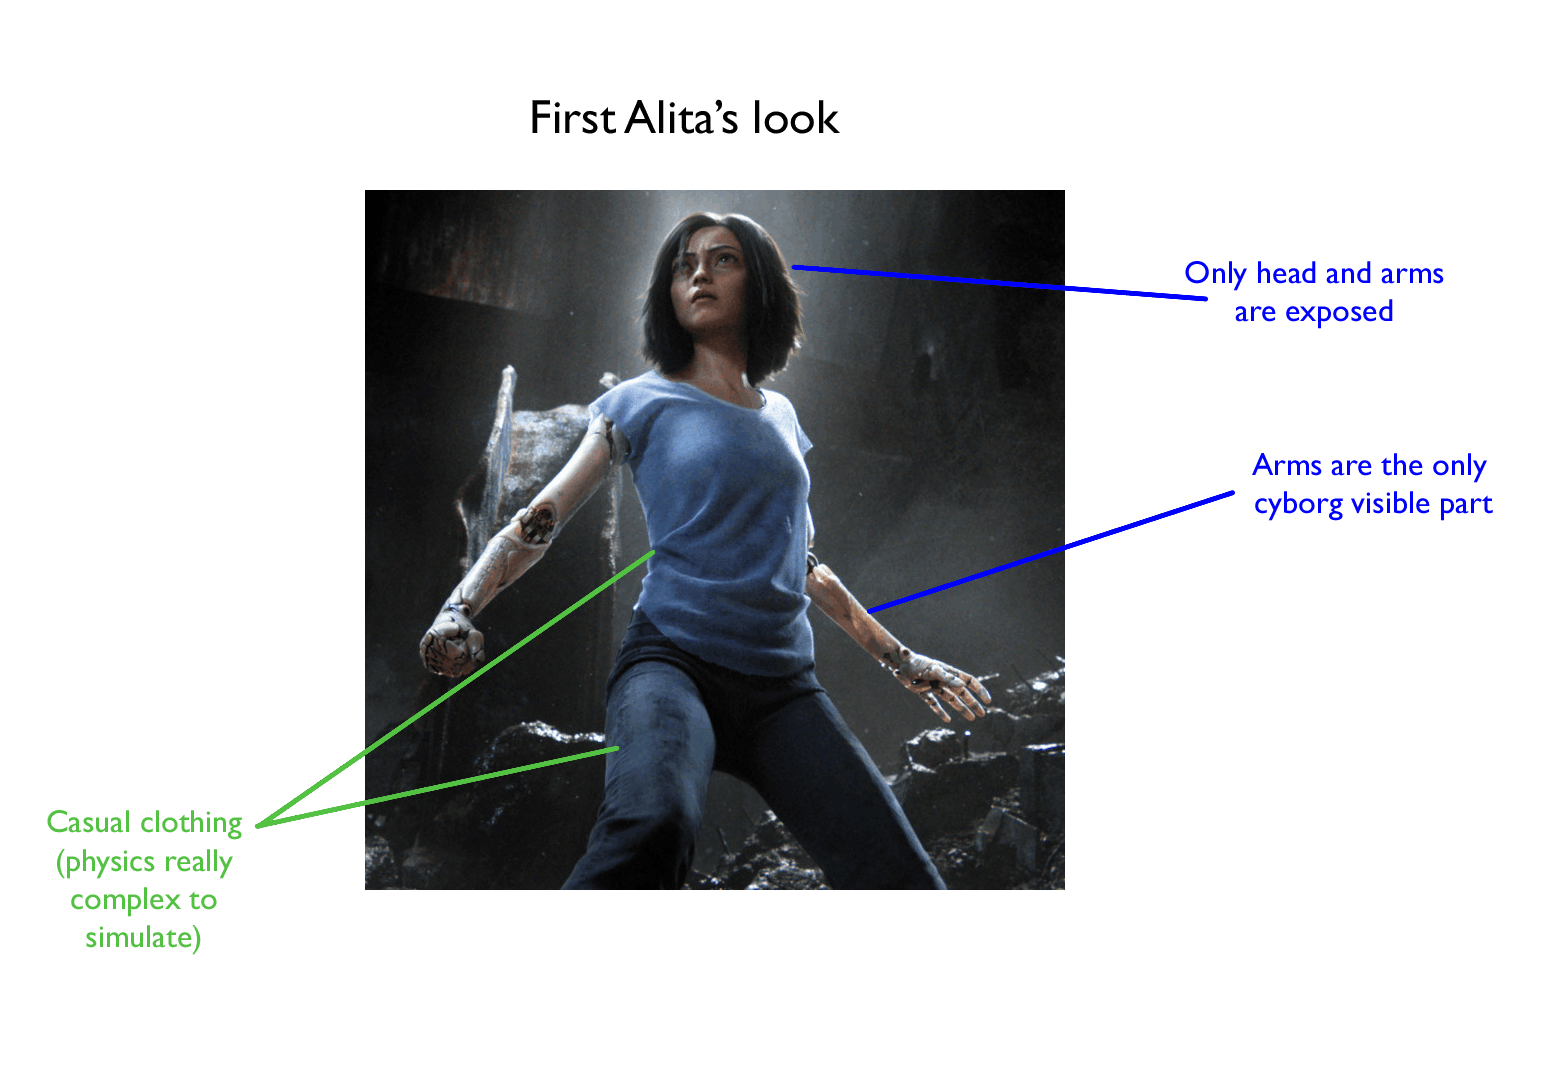 First Alita’s look
Only head and arms
are exposed
Arms are the only
cyborg visible part
Casual clothing
(physics really
complex to
simulate)